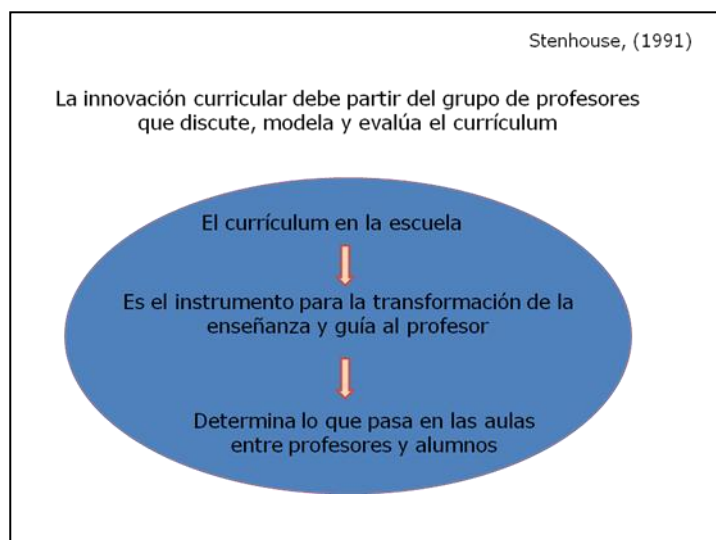 Stenhouse, (1991)
La innovación curricular debe partir del grupo de profesores
que discute, modela y evalúa el currículum
El currículum en la escuela
Es el instrumento para la transformación de la
enseñanza y guía al profesor
Determina lo que pasa en las aulas
entre profesores y alumnos